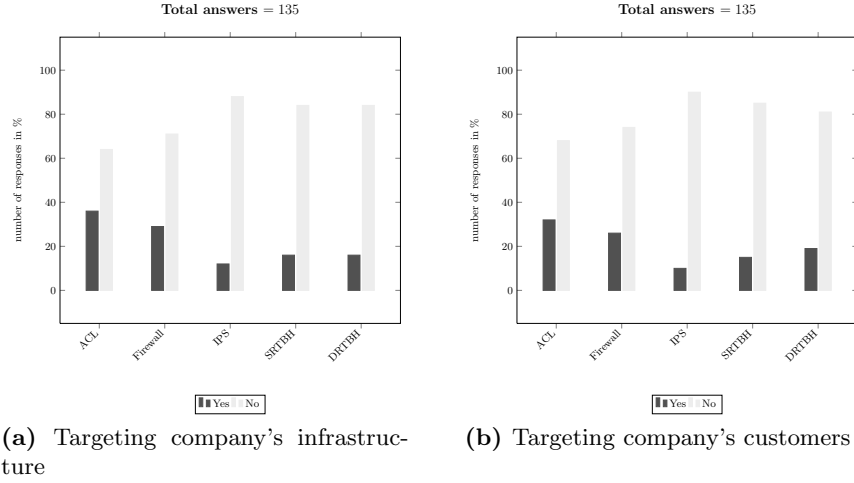 Total answers = 135
number of responses in %
100
80
60
40
20
0
ACL
Firewall
IPS
SRTBH
DRTBH
Yes No
(a) Targeting company's infrastruc-
ture
Total answers = 135
number of responses in %
100
80
60
40
20
0
ACL
Firewall
IPS
SRTBH
DRTBH
Yes No
(b) Targeting company's customers